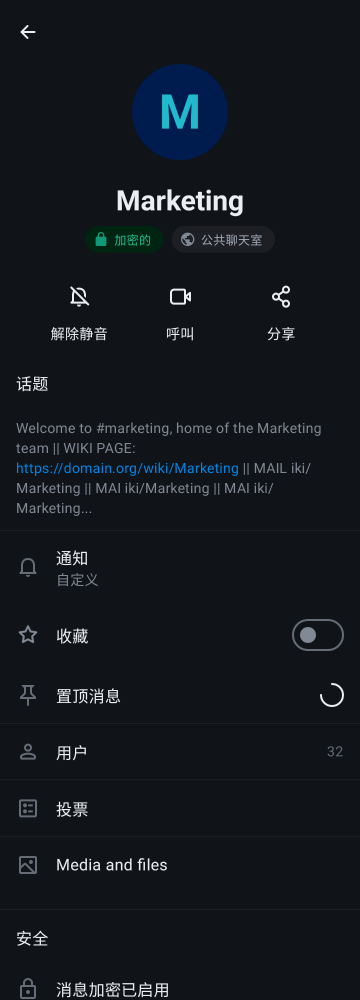 M
Marketing
加密的
公共聊天室
解除静音
呼叫
分享
话题
Welcome to #marketing, home of the Marketing
team || WIKI PAGE:
https://domain.org/wiki/Marketing || MAIL iki/
Marketing || MAI iki/Marketing || MAI iki/
Marketing...
通知
自定义
收藏
置顶消息
用户
32
投票
Media and files
安全
消息加密已启用